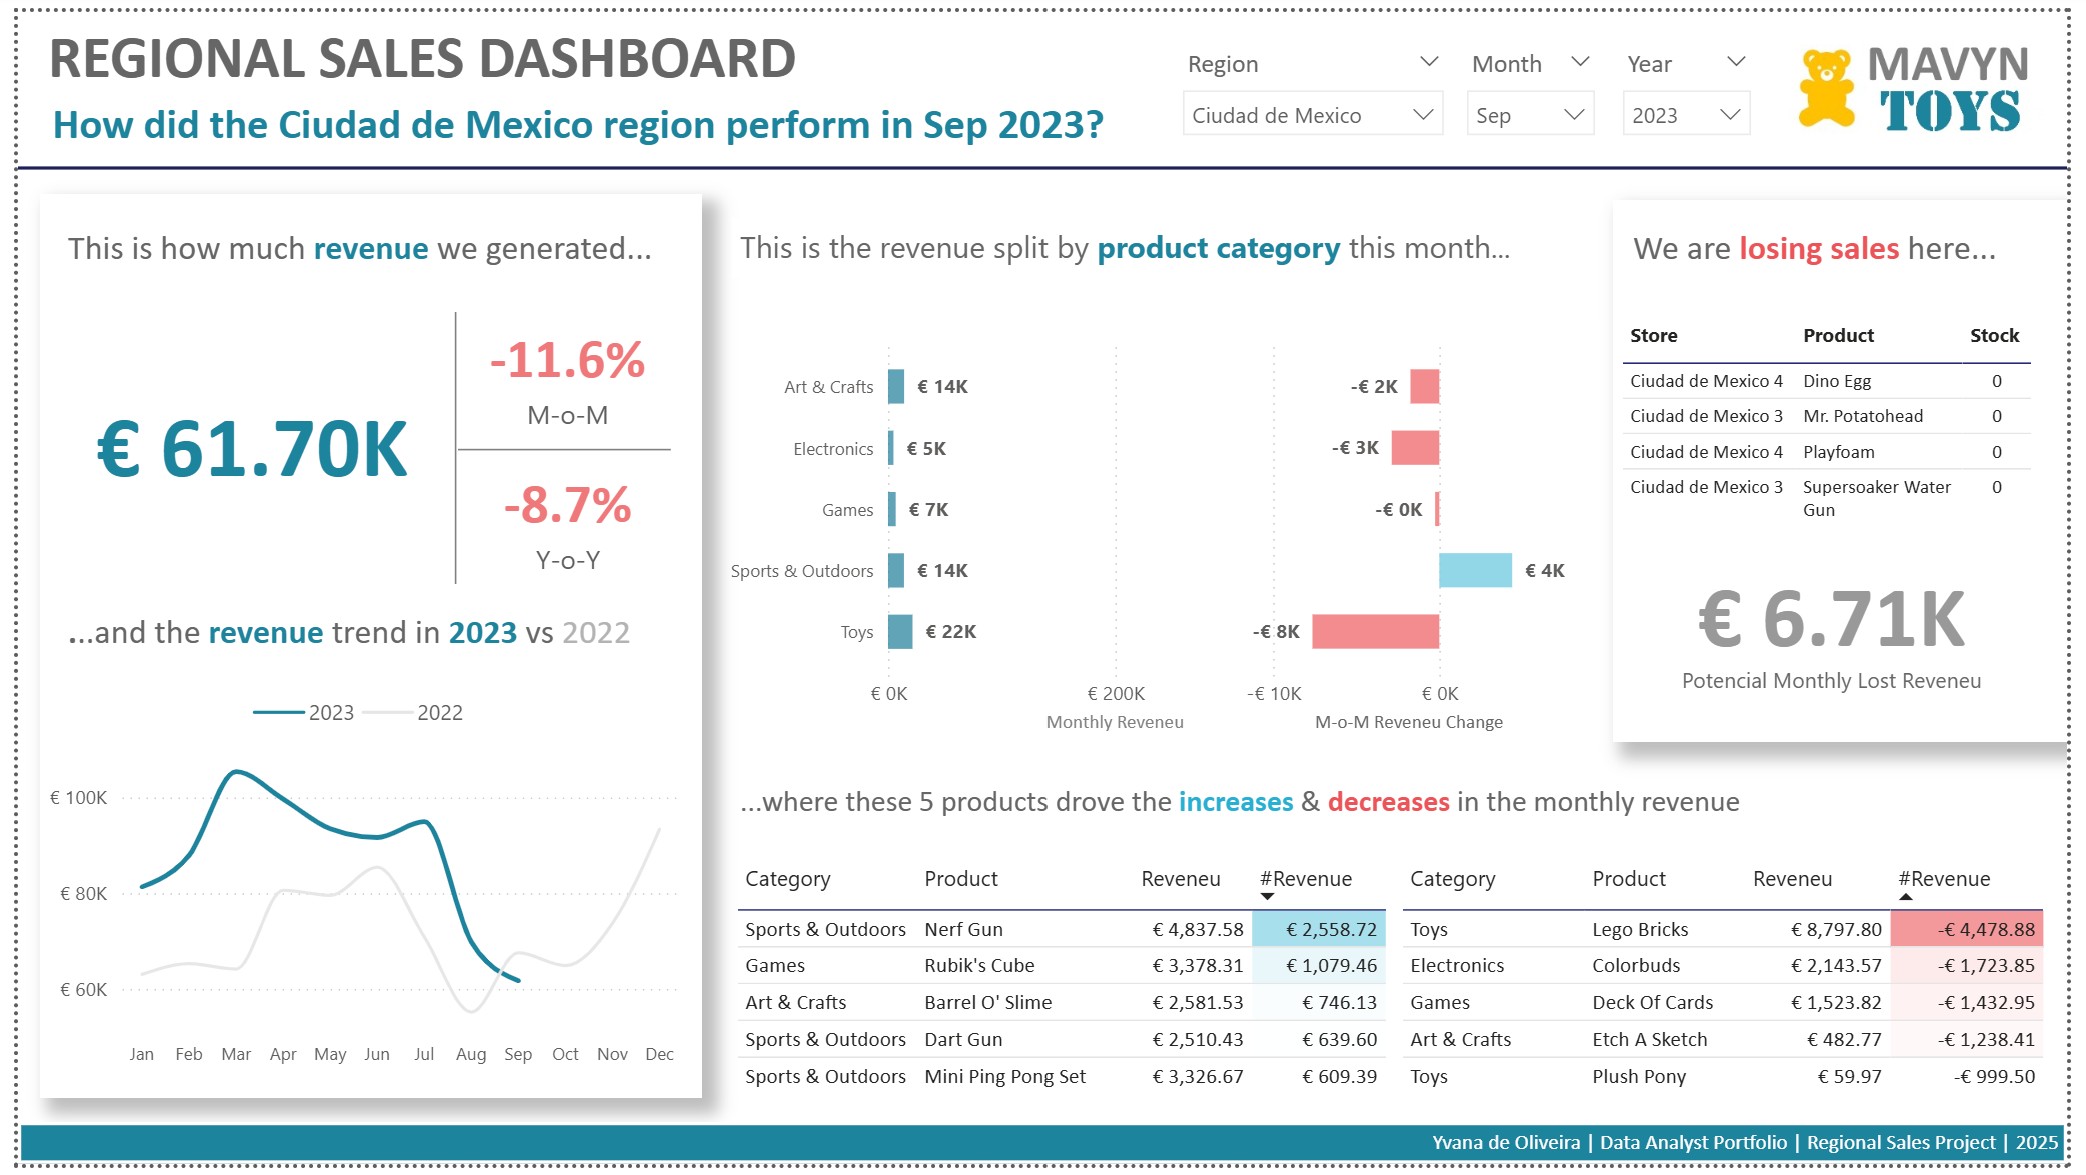 REGIONAL SALES DASHBOARD
How did the Ciudad de Mexico region perform in Sep 2023?
Region Month Year
Ciudad de Mexico Sep 2023
MAVYN
TOYS
This is how much revenue we generated...
€ 61.70K
-11.6%
M-o-M
-8.7%
Y-o-Y
...and the revenue trend in 2023 vs 2022
2023 2022
€ 100K
€ 80K
€ 60K
Jan Feb Mar Apr May Jun Jul Aug Sep Oct Nov Dec
This is the revenue split by product category this month...
Art & Crafts € 14K -€ 2K
Electronics € 5K -€ 3K
Games € 7K -€ 0K
Sports & Outdoors € 14K € 4K
Toys € 22K -€ 8K
€ 0K € 200K -€ 10K € 0K
Monthly Reveneu M-o-M Reveneu Change
We are losing sales here...
Store Product Stock
Ciudad de Mexico 4 Dino Egg 0
Ciudad de Mexico 3 Mr. Potatohead 0
Ciudad de Mexico 4 Playfoam 0
Ciudad de Mexico 3 Supersoaker Water 0
Gun
€ 6.71K
Potencial Monthly Lost Reveneu
...where these 5 products drove the increases & decreases in the monthly revenue
Category Product Reveneu #Revenue
Sports & Outdoors Nerf Gun € 4,837.58 € 2,558.72
Games Rubik's Cube € 3,378.31 € 1,079.46
Art & Crafts Barrel O' Slime € 2,581.53 € 746.13
Sports & Outdoors Dart Gun € 2,510.43 € 639.60
Sports & Outdoors Mini Ping Pong Set € 3,326.67 € 609.39
Category Product Reveneu #Revenue
Toys Lego Bricks € 8,797.80 -€ 4,478.88
Electronics Colorbuds € 2,143.57 -€ 1,723.85
Games Deck Of Cards € 1,523.82 -€ 1,432.95
Art & Crafts Etch A Sketch € 482.77 -€ 1,238.41
Toys Plush Pony € 59.97 -€ 999.50
Yvana de Oliveira | Data Analyst Portfolio | Regional Sales Project | 2025